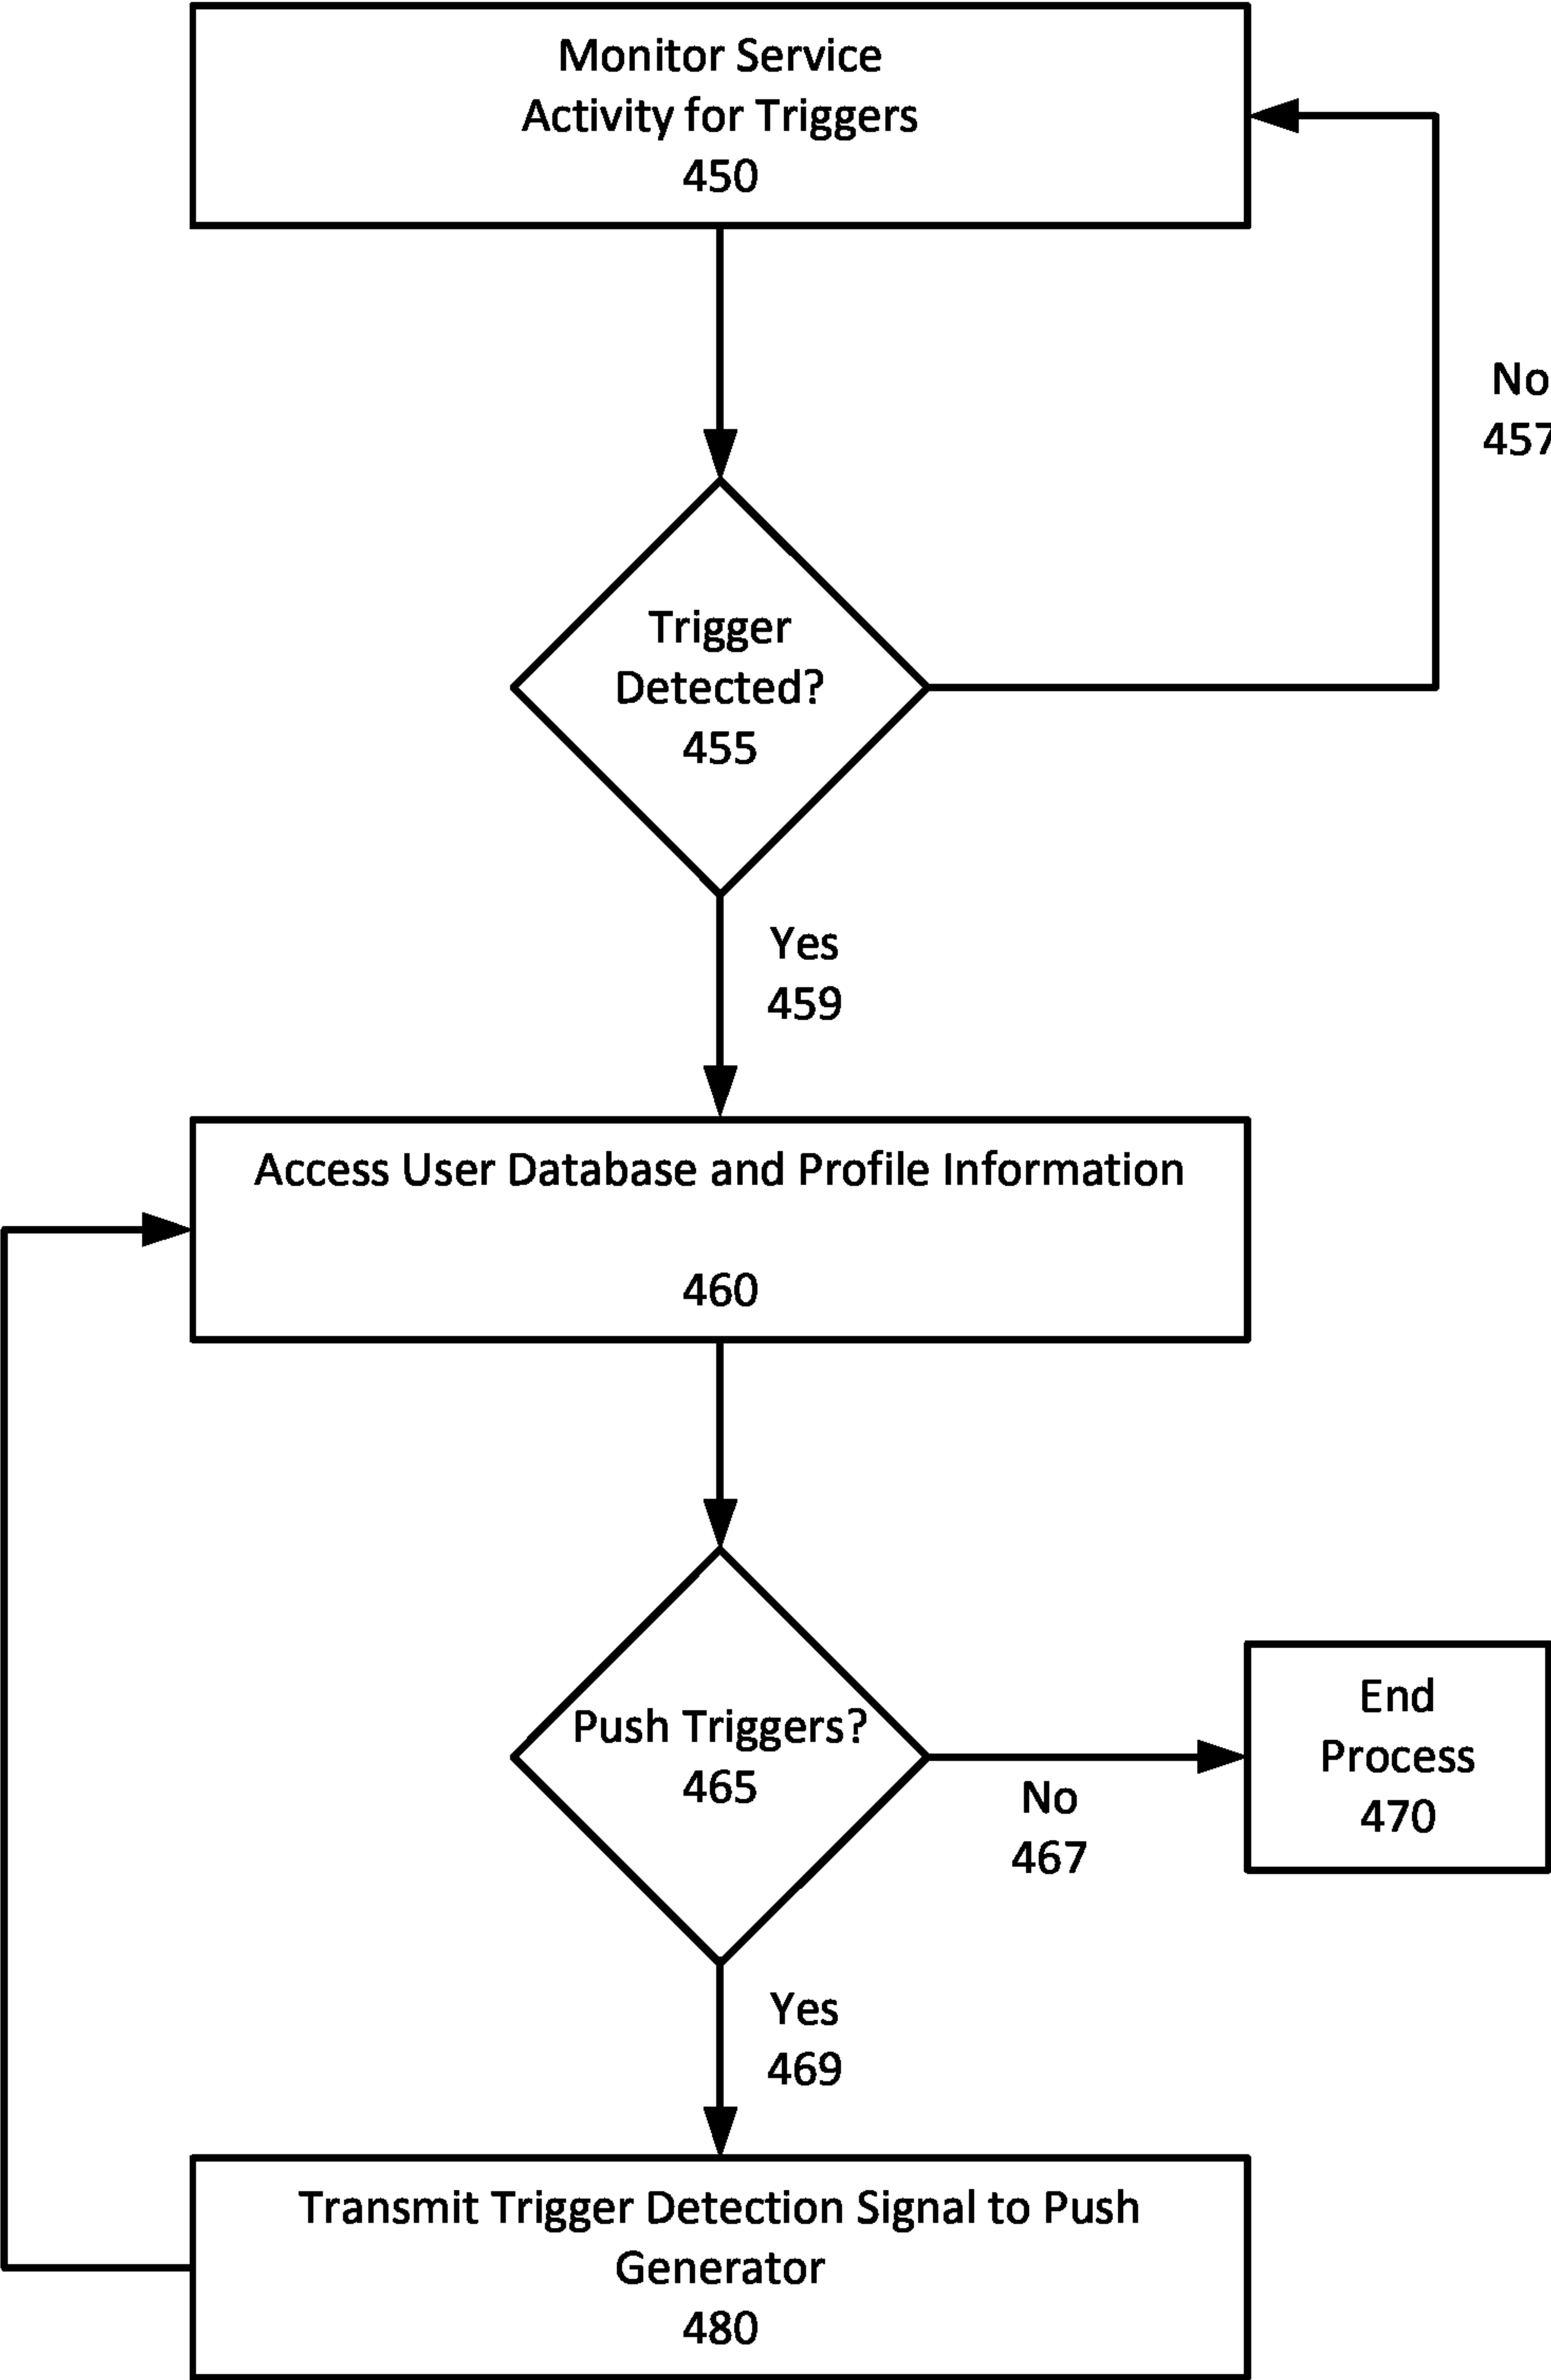 Monitor Service
Activity for Triggers
450
No
457
Trigger
Detected?
455
Yes
459
Access User Database and Profile Information
460
Push Triggers?
465
No
467
End
Process
470
Yes
469
Transmit Trigger Detection Signal to Push
Generator
480